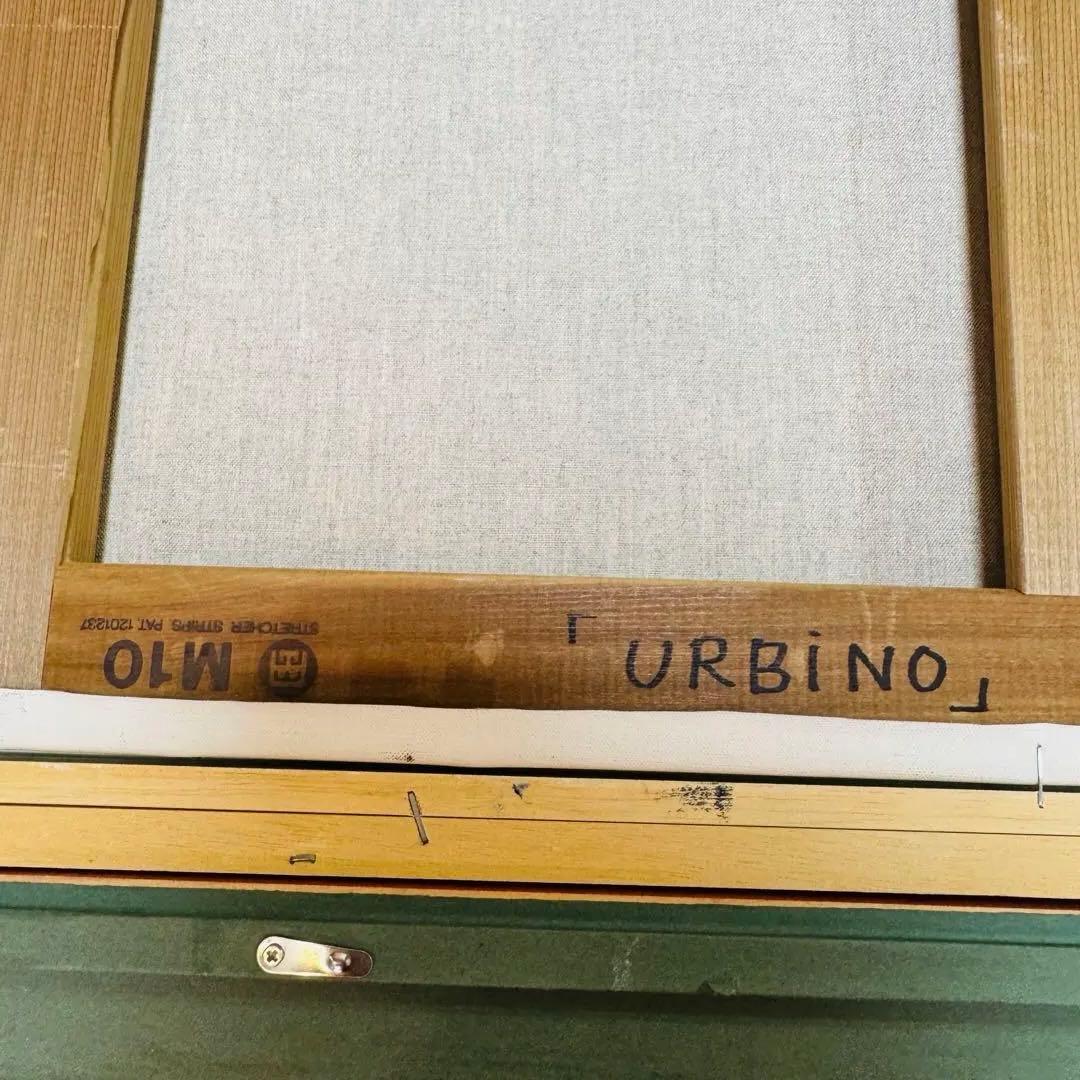 「URBiNO」
M10
STRETCHER STRIPS PAT. 1201237